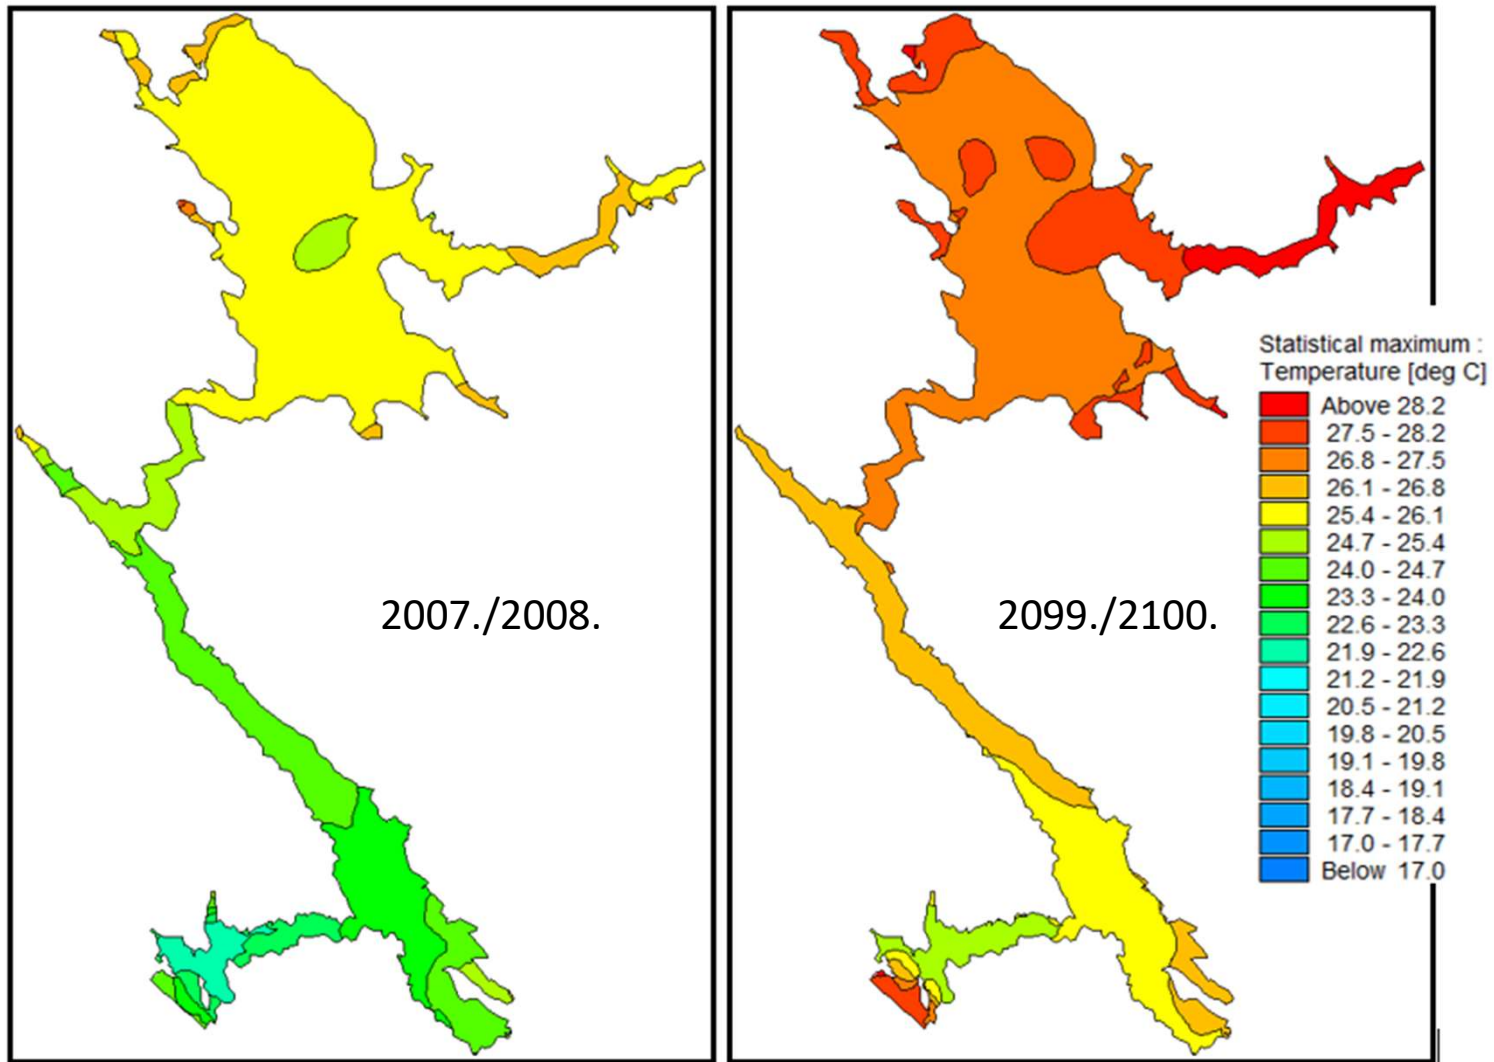 2007./2008.
2099./2100.
Statistical maximum :
Temperature [deg C]
Above 28.2
27.5 - 28.2
26.8 - 27.5
26.1 - 26.8
25.4 - 26.1
24.7 - 25.4
24.0 - 24.7
23.3 - 24.0
22.6 - 23.3
21.9 - 22.6
21.2 - 21.9
20.5 - 21.2
19.8 - 20.5
19.1 - 19.8
18.4 - 19.1
17.7 - 18.4
17.0 - 17.7
Below 17.0